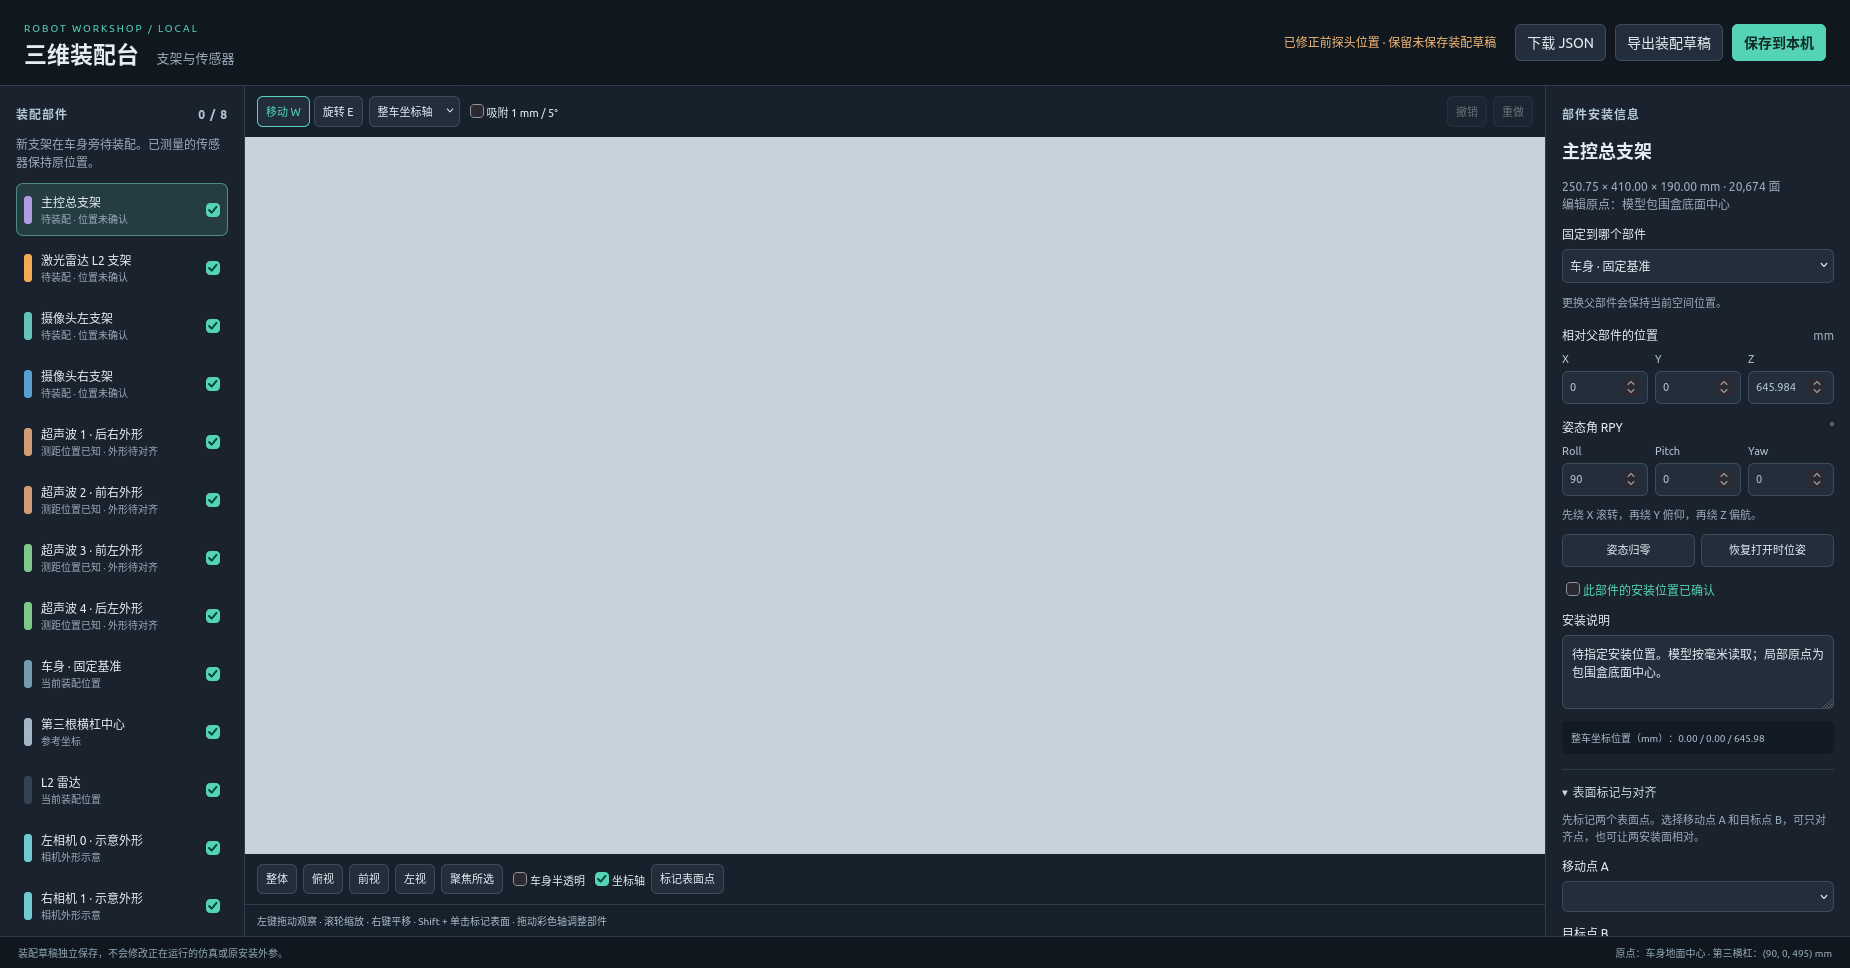 ROBOT WORKSHOP / LOCAL
三维装配台 支架与传感器
已修正前探头位置 · 保留未保存装配草稿
下载 JSON
导出装配草稿
保存到本机
装配部件 0 / 8
新支架在车身旁待装配。已测量的传感
器保持原位置。
主控总支架
待装配 · 位置未确认
激光雷达 L2 支架
待装配 · 位置未确认
摄像头左支架
待装配 · 位置未确认
摄像头右支架
待装配 · 位置未确认
超声波 1 · 后右外形
测距位置已知 · 外形待对齐
超声波 2 · 前右外形
测距位置已知 · 外形待对齐
超声波 3 · 前左外形
测距位置已知 · 外形待对齐
超声波 4 · 后左外形
测距位置已知 · 外形待对齐
车身 · 固定基准
当前装配位置
第三根横杠中心
参考坐标
L2 雷达
当前装配位置
左相机 0 · 示意外形
相机外形示意
右相机 1 · 示意外形
相机外形示意
移动 W
旋转 E
整车坐标轴
吸附 1 mm / 5°
撤销
重做
整体
俯视
前视
左视
聚焦所选
车身半透明
坐标轴
标记表面点
左键拖动观察 · 滚轮缩放 · 右键平移 · Shift + 单击标记表面 · 拖动彩色轴调整部件
部件安装信息
主控总支架
250.75 × 410.00 × 190.00 mm · 20,674 面
编辑原点：模型包围盒底面中心
固定到哪个部件
车身 · 固定基准
更换父部件会保持当前空间位置。
相对父部件的位置 mm
X Y Z
0 0 645.984
姿态角 RPY °
Roll Pitch Yaw
90 0 0
先绕 X 滚转，再绕 Y 俯仰，再绕 Z 偏航。
姿态归零
恢复打开时位姿
此部件的安装位置已确认
安装说明
待指定安装位置。模型按毫米读取；局部原点为
包围盒底面中心。
整车坐标位置（mm）：0.00 / 0.00 / 645.98
▾ 表面标记与对齐
先标记两个表面点。选择移动点 A 和目标点 B，可只对
齐点，也可让两安装面相对。
移动点 A
目标点 B
装配草稿独立保存，不会修改正在运行的仿真或原安装外参。
原点：车身地面中心 · 第三横杠：(90, 0, 495) mm